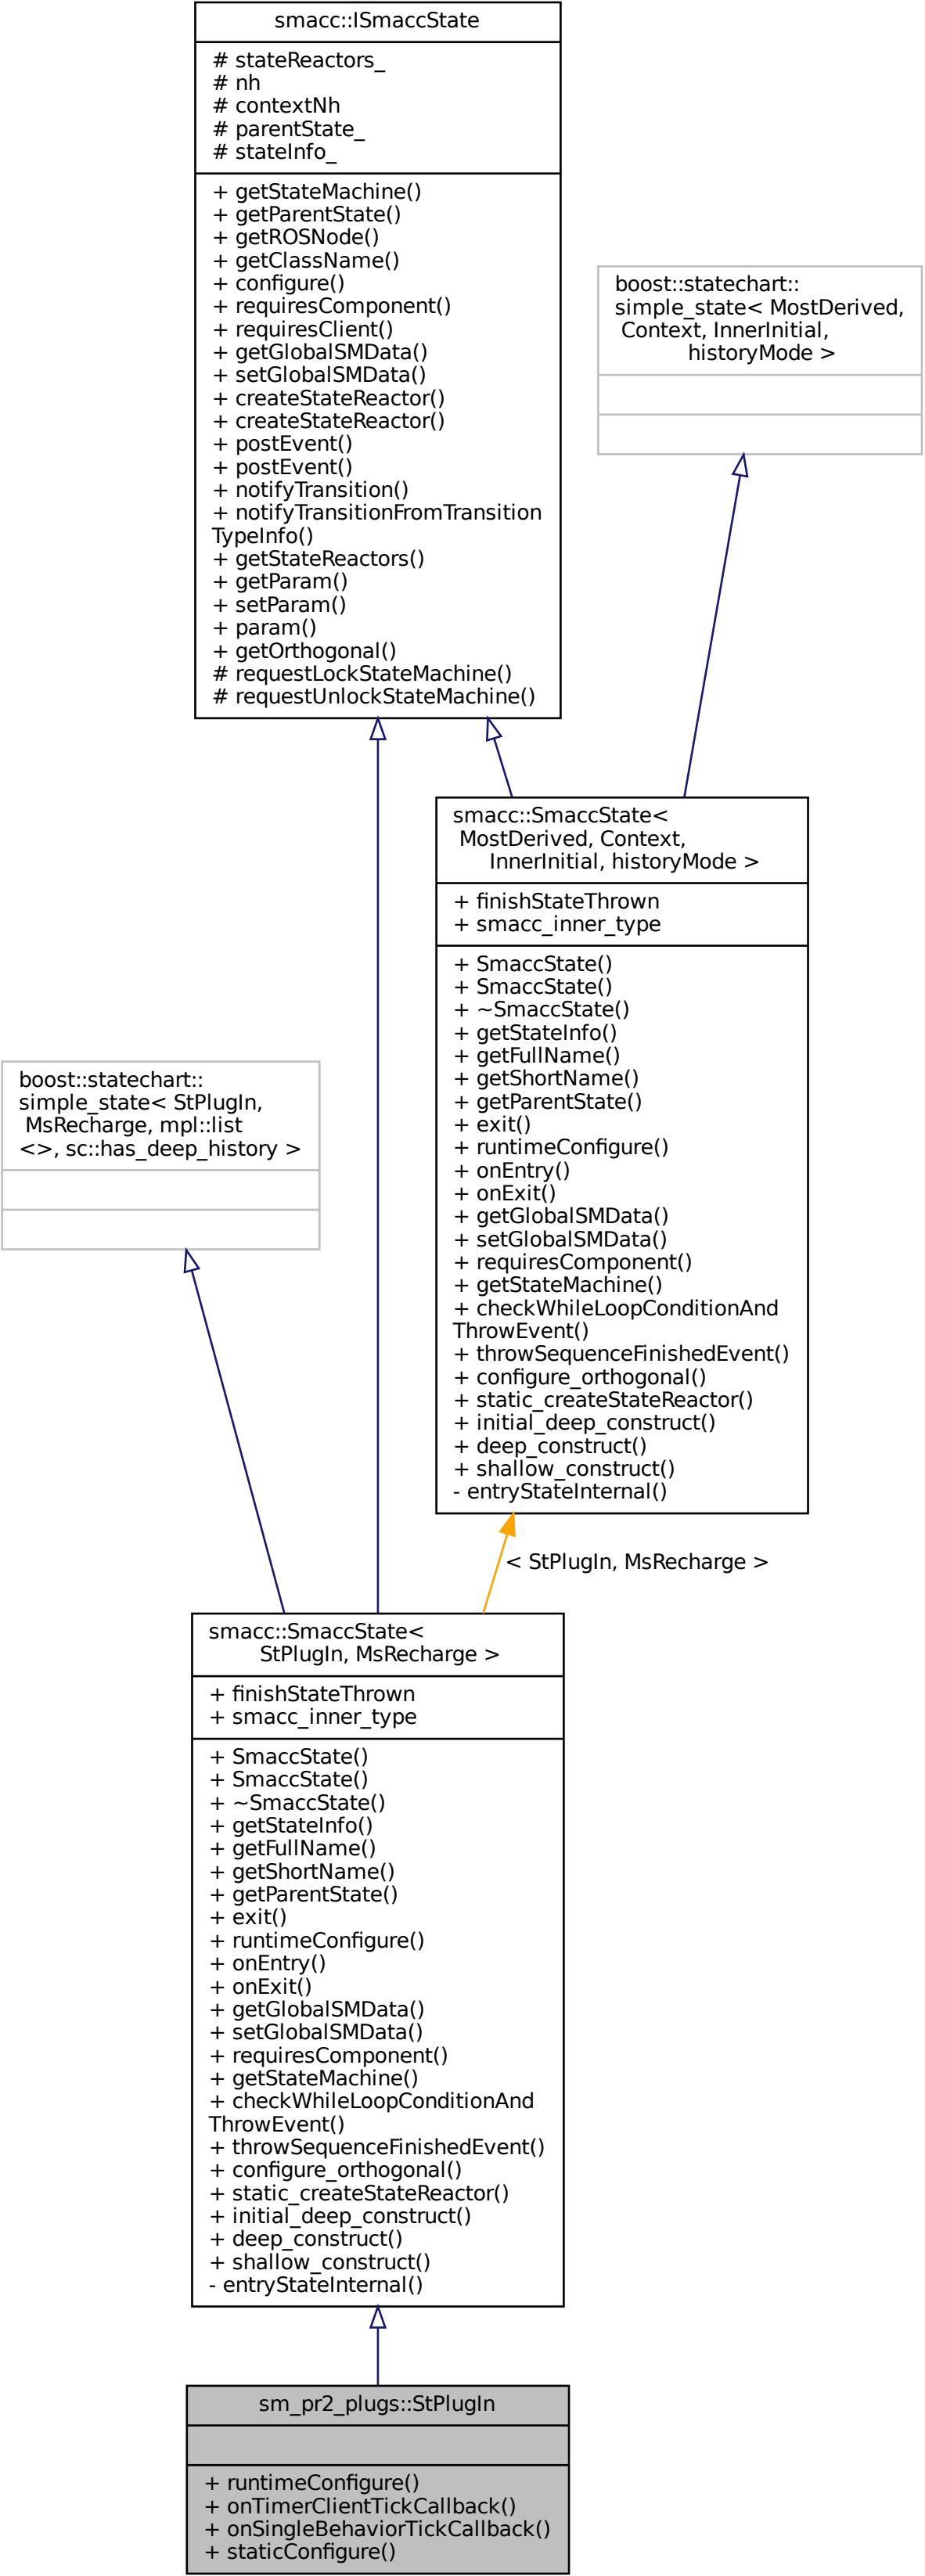 smacc::ISmaccState
# stateReactors_
# nh
# contextNh
# parentState_
# stateInfo_
+ getStateMachine()
+ getParentState()
+ getROSNode()
+ getClassName()
+ configure()
+ requiresComponent()
+ requiresClient()
+ getGlobalSMData()
+ setGlobalSMData()
+ createStateReactor()
+ createStateReactor()
+ postEvent()
+ postEvent()
+ notifyTransition()
+ notifyTransitionFromTransition
TypeInfo()
+ getStateReactors()
+ getParam()
+ setParam()
+ param()
+ getOrthogonal()
# requestLockStateMachine()
# requestUnlockStateMachine()
boost::statechart::
simple_state< MostDerived,
Context, InnerInitial,
historyMode >
smacc::SmaccState<
MostDerived, Context,
InnerInitial, historyMode >
+ finishStateThrown
+ smacc_inner_type
+ SmaccState()
+ SmaccState()
+ ~SmaccState()
+ getStateInfo()
+ getFullName()
+ getShortName()
+ getParentState()
+ exit()
+ runtimeConfigure()
+ onEntry()
+ onExit()
+ getGlobalSMData()
+ setGlobalSMData()
+ requiresComponent()
+ getStateMachine()
+ checkWhileLoopConditionAnd
ThrowEvent()
+ throwSequenceFinishedEvent()
+ configure_orthogonal()
+ static_createStateReactor()
+ initial_deep_construct()
+ deep_construct()
+ shallow_construct()
- entryStateInternal()
boost::statechart::
simple_state< StPlugIn,
MsRecharge, mpl::list
<>, sc::has_deep_history >
< StPlugIn, MsRecharge >
smacc::SmaccState<
StPlugIn, MsRecharge >
+ finishStateThrown
+ smacc_inner_type
+ SmaccState()
+ SmaccState()
+ ~SmaccState()
+ getStateInfo()
+ getFullName()
+ getShortName()
+ getParentState()
+ exit()
+ runtimeConfigure()
+ onEntry()
+ onExit()
+ getGlobalSMData()
+ setGlobalSMData()
+ requiresComponent()
+ getStateMachine()
+ checkWhileLoopConditionAnd
ThrowEvent()
+ throwSequenceFinishedEvent()
+ configure_orthogonal()
+ static_createStateReactor()
+ initial_deep_construct()
+ deep_construct()
+ shallow_construct()
- entryStateInternal()
sm_pr2_plugs::StPlugIn
+ runtimeConfigure()
+ onTimerClientTickCallback()
+ onSingleBehaviorTickCallback()
+ staticConfigure()